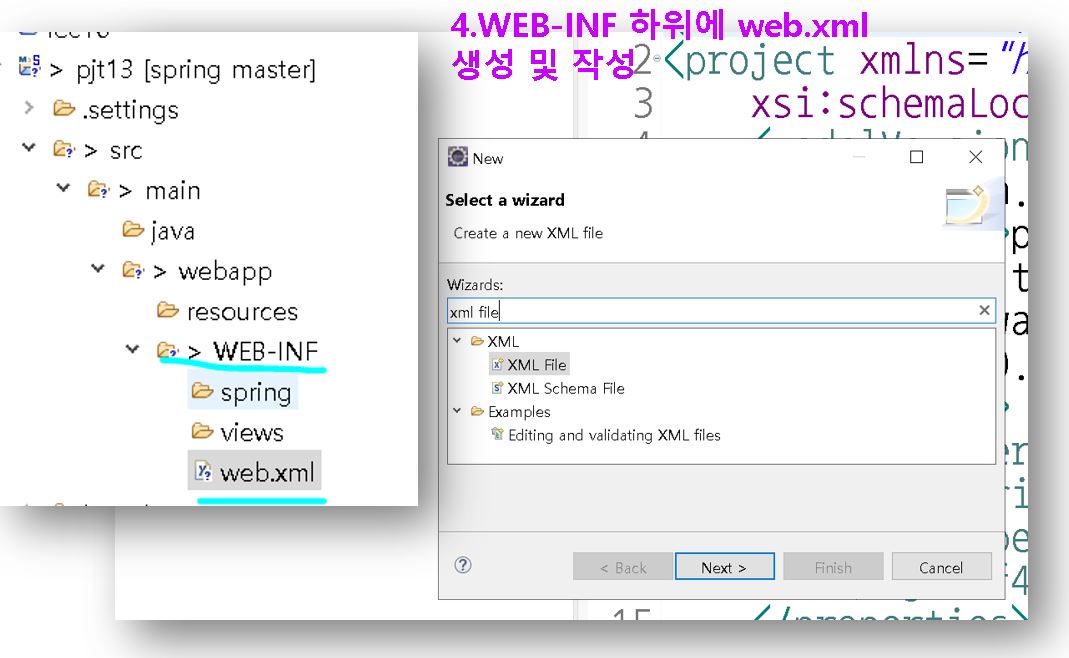 4.WEB-INF 하위에 web.xml
생성 및 작성
> pjt13 [spring master]
> .settings
> src
> main
java
> webapp
resources
> WEB-INF
spring
views
web.xml
2 <project xmlns="h
3 xsi:schemaLoc
New
Select a wizard
Create a new XML file
Wizards:
xml file
XML
XML File
XML Schema File
Examples
Editing and validating XML files
< Back
Next >
Finish
Cancel
15 </properties>